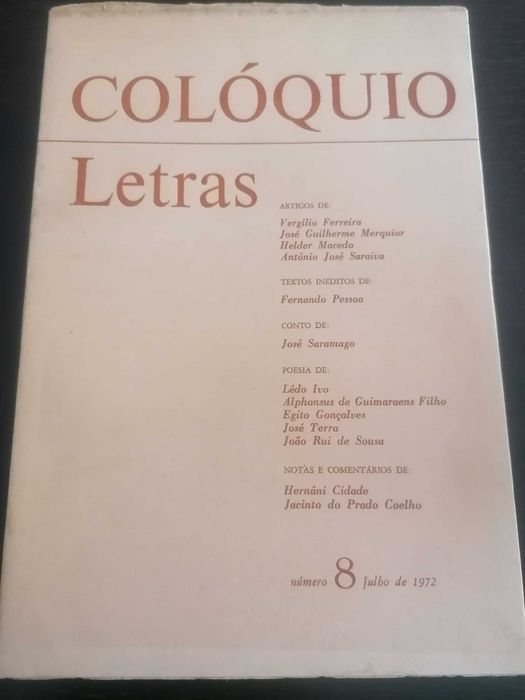 COLÓQUIO
Letras
ARTIGOS DE:
Vergílio Ferreira
José Guilherme Merquior
Helder Macedo
António José Saraiva
TEXTOS INÉDITOS DE:
Fernando Pessoa
CONTO DE:
José Saramago
POESIA DE:
Lêdo Ivo
Alphonsus de Guimaraens Filho
Egito Gonçalves
José Terra
João Rui de Sousa
NOTAS E COMENTÁRIOS DE:
Hernâni Cidade
Jacinto do Prado Coelho
número 8 Julho de 1972